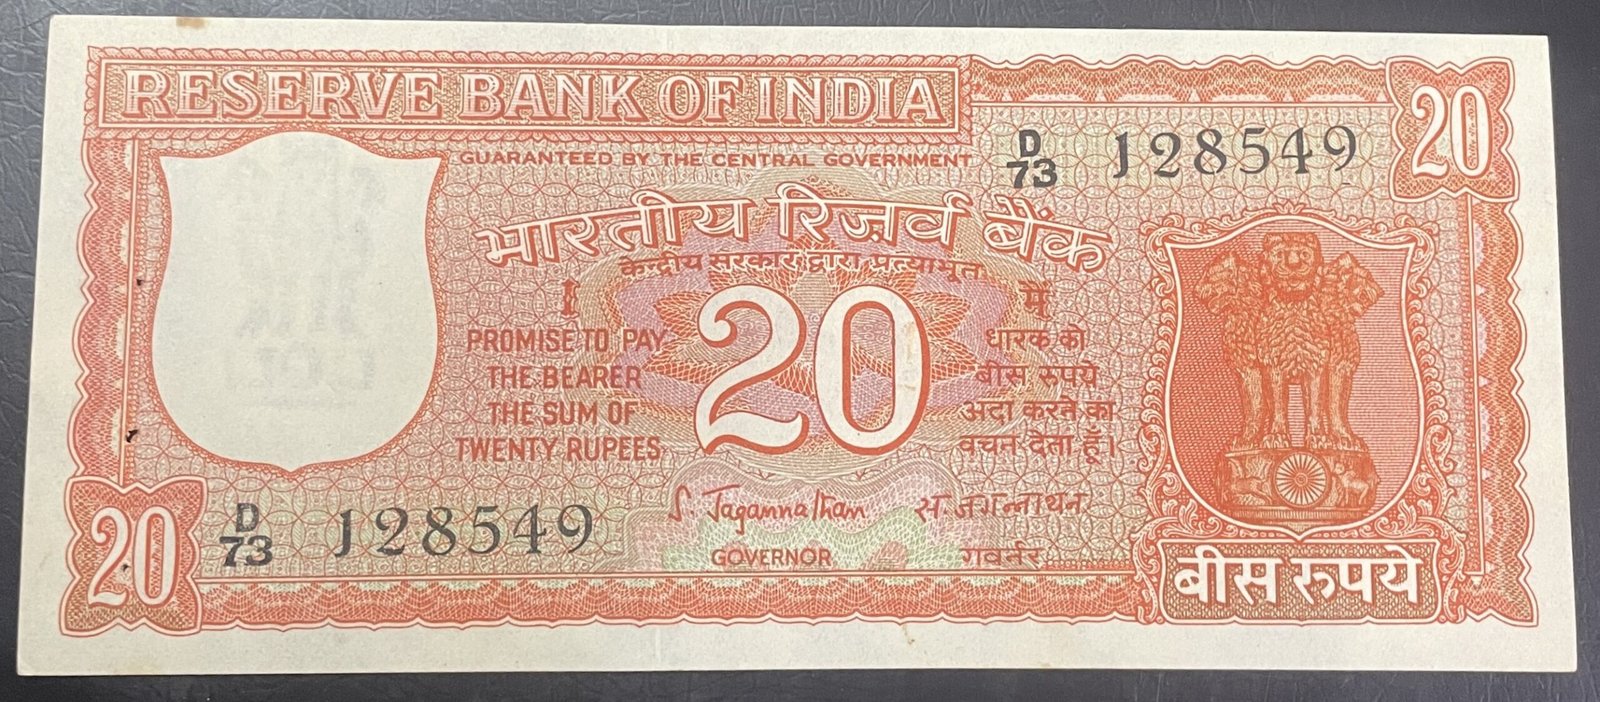 RESERVE BANK OF INDIA
20
GUARANTEED BY THE CENTRAL GOVERNMENT
D/73 J 128549
भारतीय रिज़र्व बैंक
केन्द्रीय सरकार द्वारा प्रत्याभूत
I
PROMISE TO PAY
THE BEARER
THE SUM OF
TWENTY RUPEES
20
मैं
धारक को
बीस रुपये
अदा करने का
वचन देता हूँ।
S. Jagannathan
स. जगन्नाथन
GOVERNOR
गवर्नर
20
D/73 J 128549
बीस रुपये